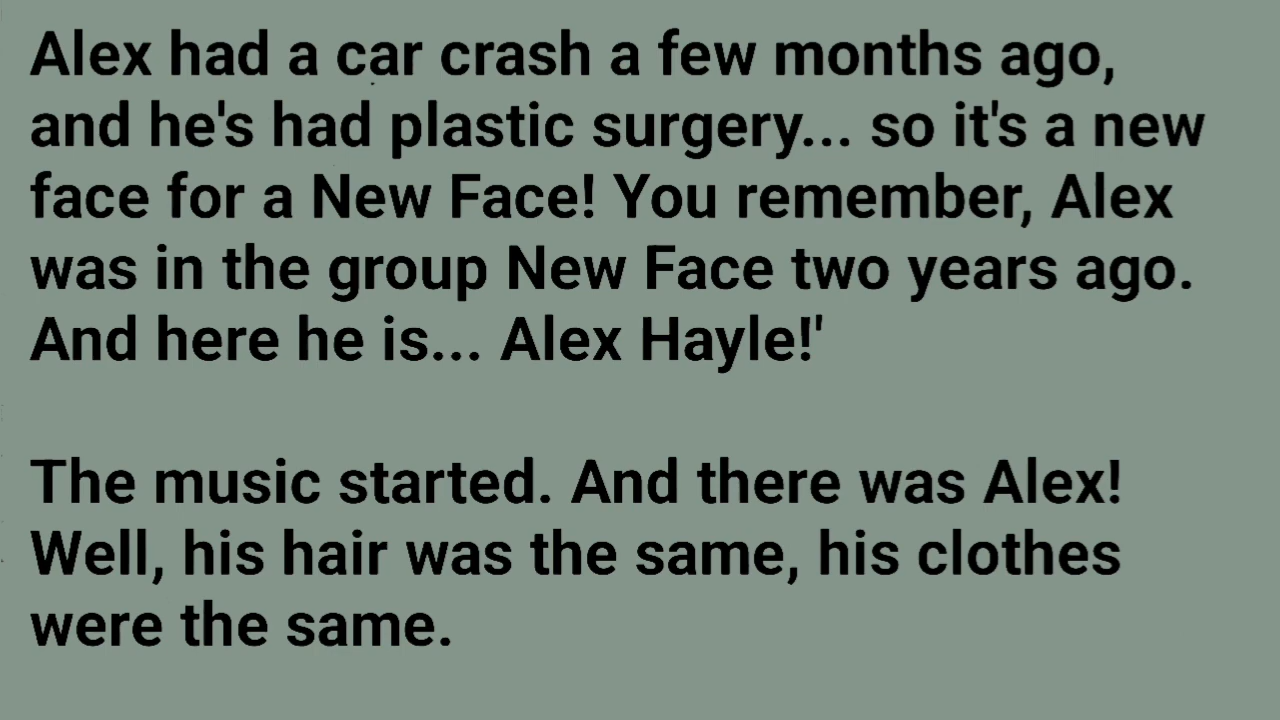 Alex had a car crash a few months ago,
and he's had plastic surgery... so it's a new
face for a New Face! You remember, Alex
was in the group New Face two years ago.
And here he is... Alex Hayle!'
The music started. And there was Alex!
Well, his hair was the same, his clothes
were the same.